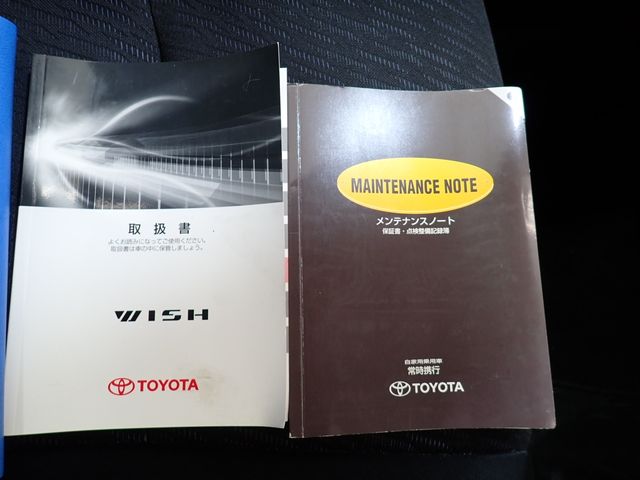 取扱書
よくお読みになってご使用ください。
取扱書は車の中に保管しましょう。
WISH
TOYOTA
MAINTENANCE NOTE
メンテナンスノート
保証書・点検整備記録簿
自家用乗用車
常時携行
TOYOTA